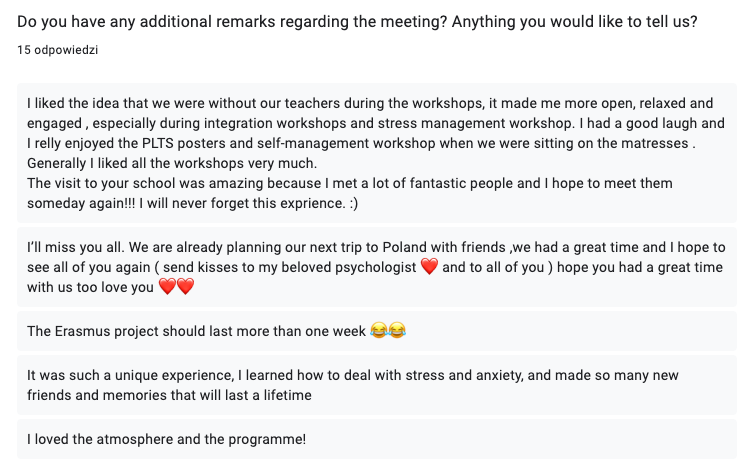 Do you have any additional remarks regarding the meeting? Anything you would like to tell us?
15 odpowiedzi
I liked the idea that we were without our teachers during the workshops, it made me more open, relaxed and
engaged , especially during integration workshops and stress management workshop. I had a good laugh and
I relly enjoyed the PLTS posters and self-management workshop when we were sitting on the matresses .
Generally I liked all the workshops very much.
The visit to your school was amazing because I met a lot of fantastic people and I hope to meet them
someday again!!! I will never forget this exprience. :)
I'll miss you all. We are already planning our next trip to Poland with friends ,we had a great time and I hope to
see all of you again ( send kisses to my beloved psychologist ❤️ and to all of you ) hope you had a great time
with us too love you ❤️❤️
The Erasmus project should last more than one week 😂😂
It was such a unique experience, I learned how to deal with stress and anxiety, and made so many new
friends and memories that will last a lifetime
I loved the atmosphere and the programme!